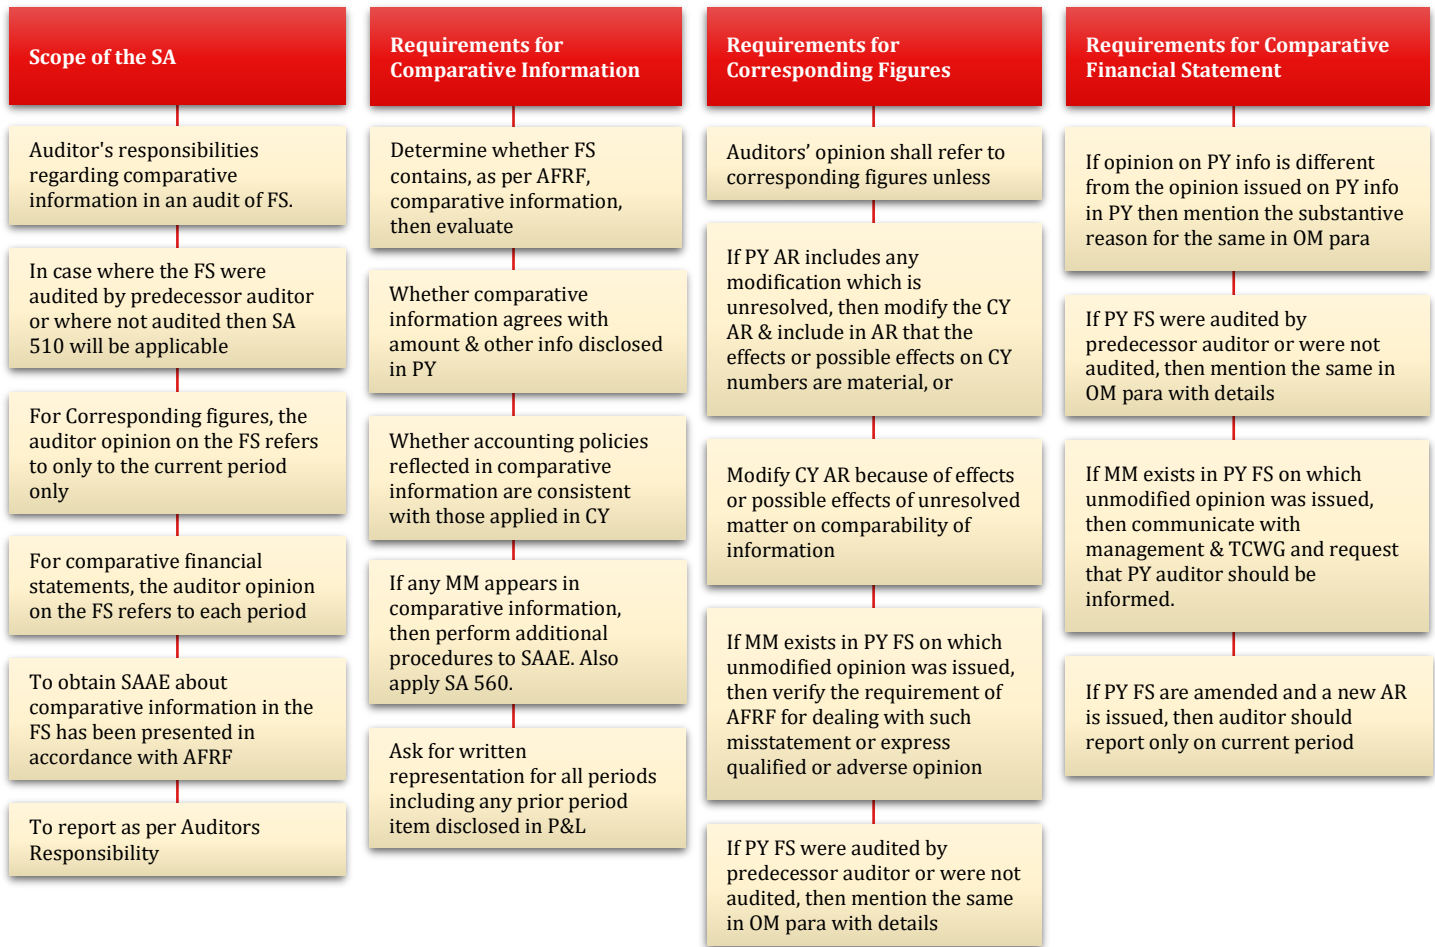 Scope of the SA
Auditor's responsibilities
regarding comparative
information in an audit of FS.
In case where the FS were
audited by predecessor auditor
or where not audited then SA
510 will be applicable
For Corresponding figures, the
auditor opinion on the FS refers
to only to the current period
only
For comparative financial
statements, the auditor opinion
on the FS refers to each period
To obtain SAAE about
comparative information in the
FS has been presented in
accordance with AFRF
To report as per Auditors
Responsibility
Requirements for
Comparative Information
Determine whether FS
contains, as per AFRF,
comparative information,
then evaluate
Whether comparative
information agrees with
amount & other info disclosed
in PY
Whether accounting policies
reflected in comparative
information are consistent
with those applied in CY
If any MM appears in
comparative information,
then perform additional
procedures to SAAE. Also
apply SA 560.
Ask for written
representation for all periods
including any prior period
item disclosed in P&L
Requirements for
Corresponding Figures
Auditors’ opinion shall refer to
corresponding figures unless
If PY AR includes any
modification which is
unresolved, then modify the CY
AR & include in AR that the
effects or possible effects on CY
numbers are material, or
Modify CY AR because of effects
or possible effects of unresolved
matter on comparability of
information
If MM exists in PY FS on which
unmodified opinion was issued,
then verify the requirement of
AFRF for dealing with such
misstatement or express
qualified or adverse opinion
If PY FS were audited by
predecessor auditor or were not
audited, then mention the same
in OM para with details
Requirements for Comparative
Financial Statement
If opinion on PY info is different
from the opinion issued on PY info
in PY then mention the substantive
reason for the same in OM para
If PY FS were audited by
predecessor auditor or were not
audited, then mention the same in
OM para with details
If MM exists in PY FS on which
unmodified opinion was issued,
then communicate with
management & TCWG and request
that PY auditor should be
informed.
If PY FS are amended and a new AR
is issued, then auditor should
report only on current period